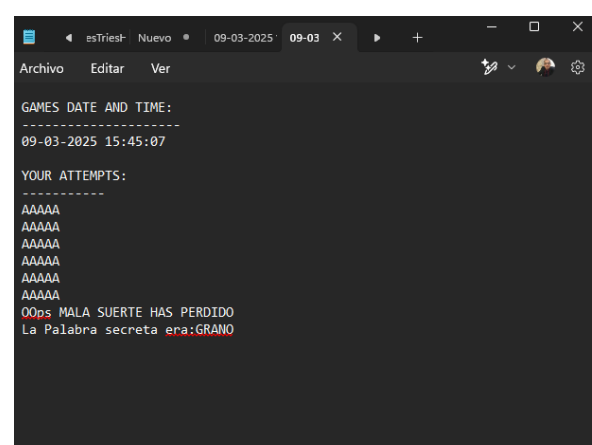 esTriesH Nuevo 09-03-2025 09-03
Archivo Editar Ver
GAMES DATE AND TIME:
---------------------
09-03-2025 15:45:07
YOUR ATTEMPTS:
-----------
AAAAA
AAAAA
AAAAA
AAAAA
AAAAA
AAAAA
OOps MALA SUERTE HAS PERDIDO
La Palabra secreta era:GRANO